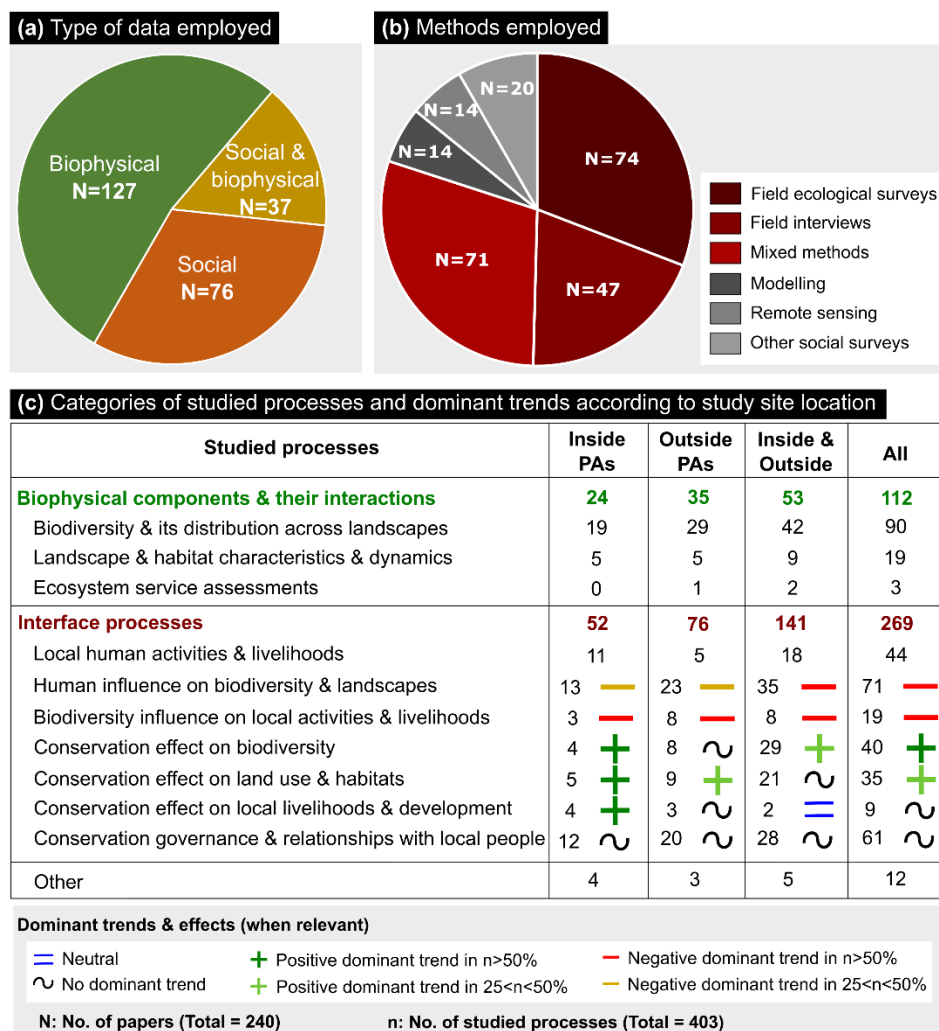 (a) Type of data employed
Biophysical
N=127
Social &
biophysical
N=37
Social
N=76
(b) Methods employed
N=20
N=14
N=14
N=74
N=71
N=47
Field ecological surveys
Field interviews
Mixed methods
Modelling
Remote sensing
Other social surveys
(c) Categories of studied processes and dominant trends according to study site location
Studied processes Inside PAs Outside PAs Inside & Outside All
Biophysical components & their interactions 24 35 53 112
Biodiversity & its distribution across landscapes 19 29 42 90
Landscape & habitat characteristics & dynamics 5 5 9 19
Ecosystem service assessments 0 1 2 3
Interface processes 52 76 141 269
Local human activities & livelihoods 11 5 18 44
Human influence on biodiversity & landscapes 13 23 35 71
Biodiversity influence on local activities & livelihoods 3 8 8 19
Conservation effect on biodiversity 4 8 29 40
Conservation effect on land use & habitats 5 9 21 35
Conservation effect on local livelihoods & development 4 3 2 9
Conservation governance & relationships with local people 12 20 28 61
Other 4 3 5 12
Dominant trends & effects (when relevant)
Neutral
No dominant trend
Positive dominant trend in n>50%
Positive dominant trend in 25<n<50%
Negative dominant trend in n>50%
Negative dominant trend in 25<n<50%
N: No. of papers (Total = 240) n: No. of studied processes (Total = 403)